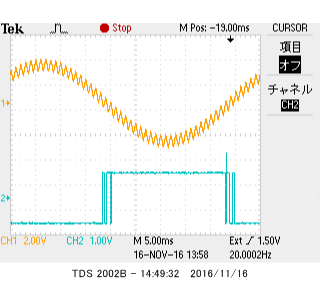 Tek Stop M Pos: -19.00ms CURSOR
項目
オフ
チャネル
CH2
1
2
CH1 2.00V CH2 1.00V M 5.00ms Ext 1.50V
16-NOV-16 13:58 20.0002Hz
TDS 2002B - 14:49:32 2016/11/16